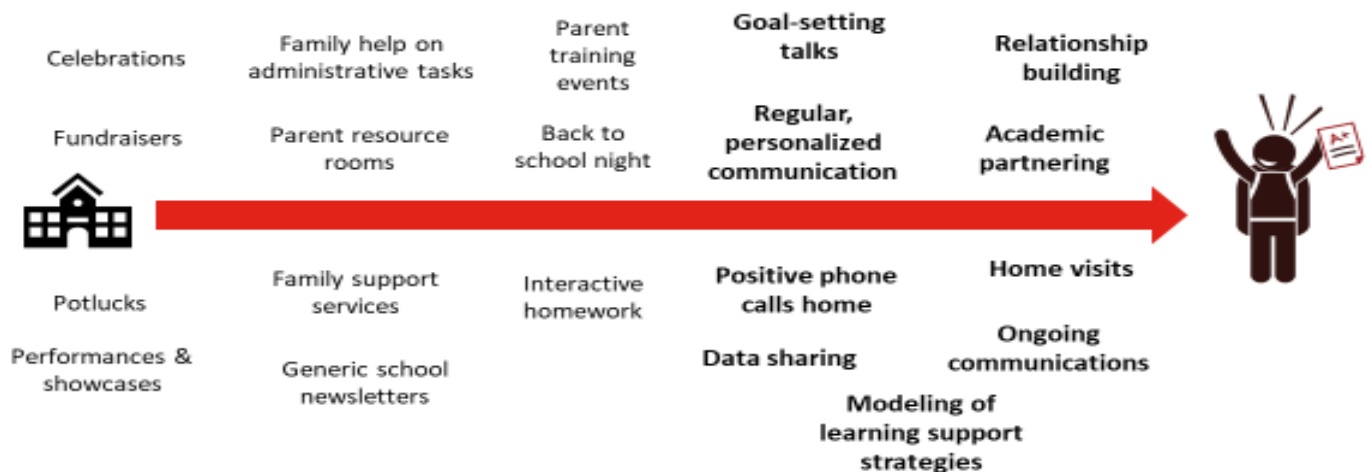 Celebrations
Family help on
administrative tasks
Parent
training
events
Goal-setting
talks
Relationship
building
Fundraisers
Parent resource
rooms
Back to
school night
Regular,
personalized
communication
Academic
partnering
A+
Potlucks
Family support
services
Interactive
homework
Positive phone
calls home
Home visits
Performances &
showcases
Generic school
newsletters
Data sharing
Ongoing
communications
Modeling of
learning support
strategies